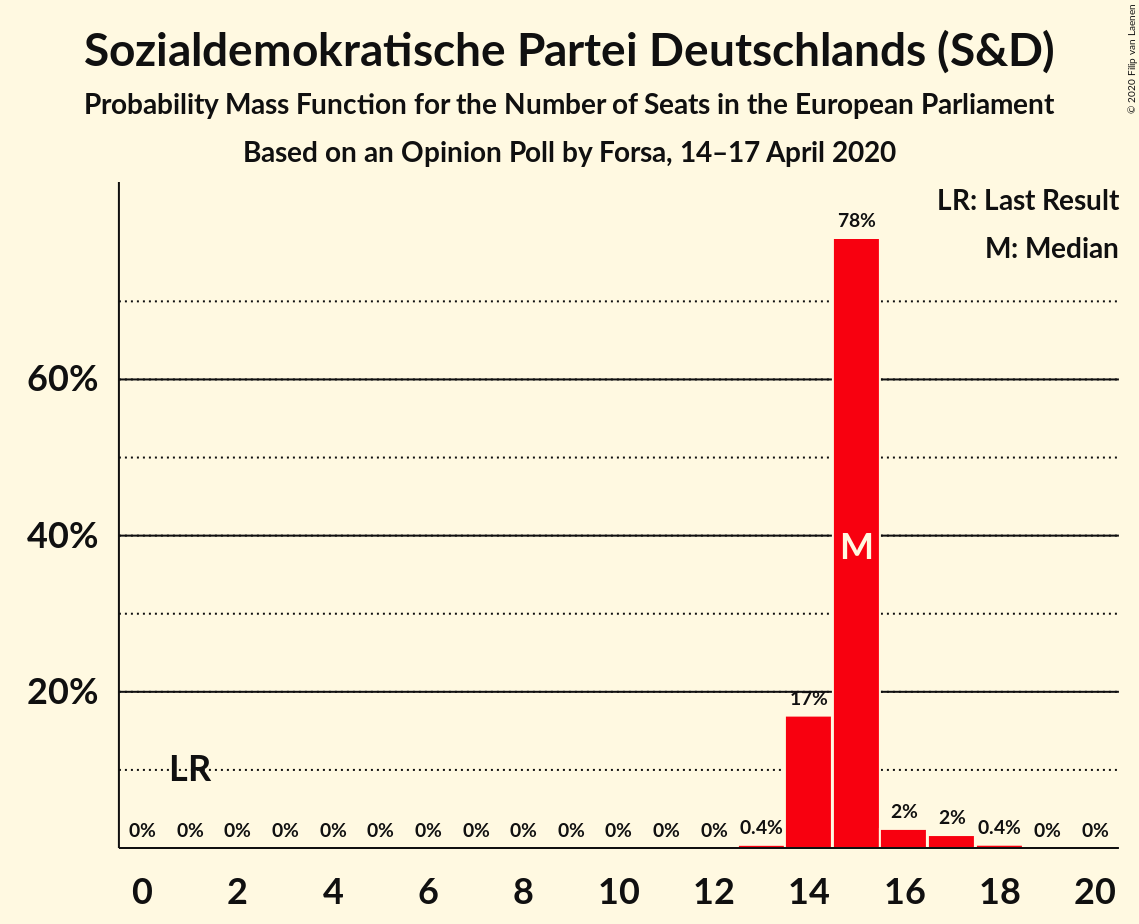 Sozialdemokratische Partei Deutschlands (S&D)
Probability Mass Function for the Number of Seats in the European Parliament
Based on an Opinion Poll by Forsa, 14–17 April 2020
© 2020 Filip van Laenen
LR: Last Result
M: Median
78%
60%
40%
M
20%
17%
LR
0% 0% 0% 0% 0% 0% 0% 0% 0% 0% 0% 0% 0% 0.4% 2% 2% 0.4% 0% 0%
0 2 4 6 8 10 12 14 16 18 20